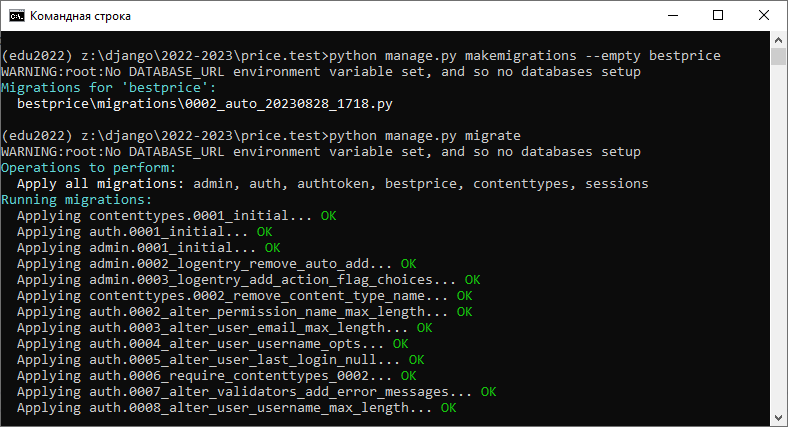 Командная строка
(edu2022) z:\django\2022-2023\price.test>python manage.py makemigrations --empty bestprice
WARNING:root:No DATABASE_URL environment variable set, and so no databases setup
Migrations for 'bestprice':
  bestprice\migrations\0002_auto_20230828_1718.py
(edu2022) z:\django\2022-2023\price.test>python manage.py migrate
WARNING:root:No DATABASE_URL environment variable set, and so no databases setup
Operations to perform:
  Apply all migrations: admin, auth, authtoken, bestprice, contenttypes, sessions
Running migrations:
  Applying contenttypes.0001_initial... OK
  Applying auth.0001_initial... OK
  Applying admin.0001_initial... OK
  Applying admin.0002_logentry_remove_auto_add... OK
  Applying admin.0003_logentry_add_action_flag_choices... OK
  Applying contenttypes.0002_remove_content_type_name... OK
  Applying auth.0002_alter_permission_name_max_length... OK
  Applying auth.0003_alter_user_email_max_length... OK
  Applying auth.0004_alter_user_username_opts... OK
  Applying auth.0005_alter_user_last_login_null... OK
  Applying auth.0006_require_contenttypes_0002... OK
  Applying auth.0007_alter_validators_add_error_messages... OK
  Applying auth.0008_alter_user_username_max_length... OK